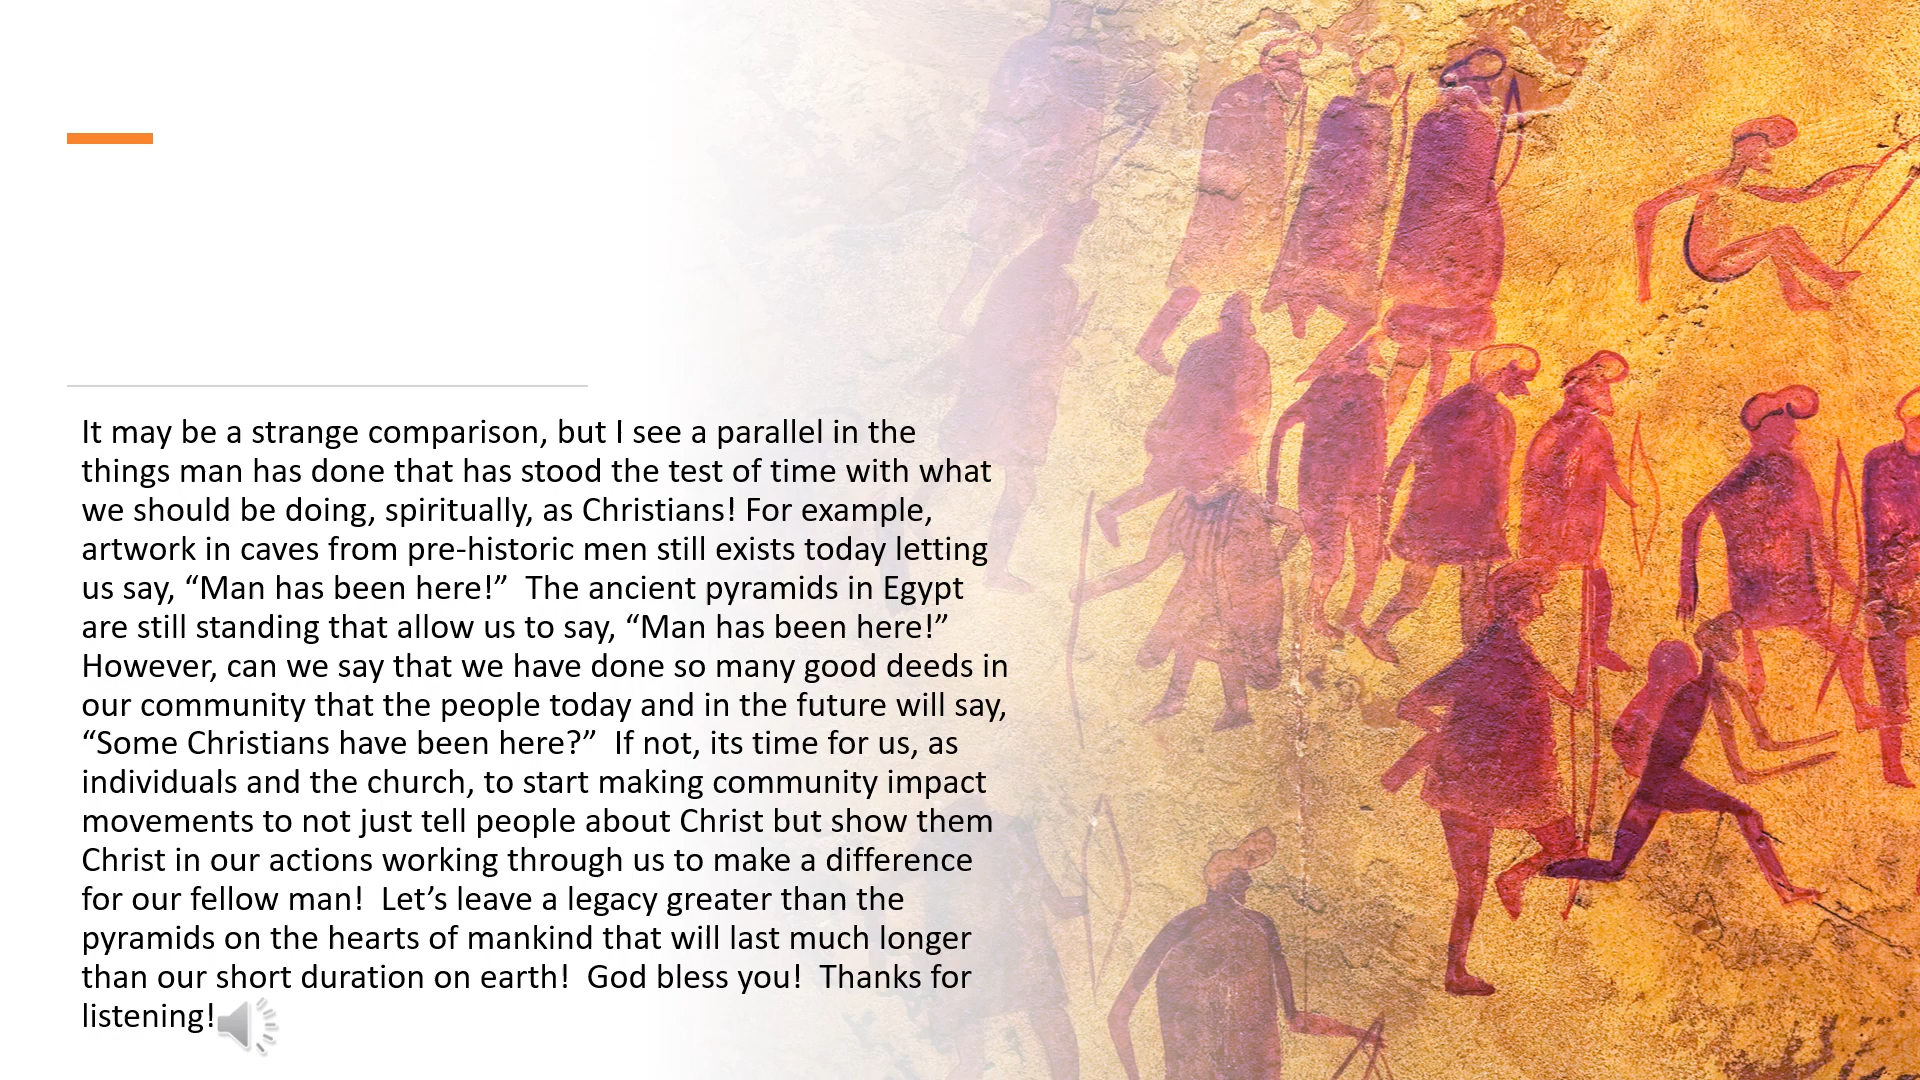 It may be a strange comparison, but I see a parallel in the
things man has done that has stood the test of time with what
we should be doing, spiritually, as Christians! For example,
artwork in caves from pre-historic men still exists today letting
us say, “Man has been here!”  The ancient pyramids in Egypt
are still standing that allow us to say, “Man has been here!”
However, can we say that we have done so many good deeds in
our community that the people today and in the future will say,
“Some Christians have been here?”  If not, its time for us, as
individuals and the church, to start making community impact
movements to not just tell people about Christ but show them
Christ in our actions working through us to make a difference
for our fellow man!  Let’s leave a legacy greater than the
pyramids on the hearts of mankind that will last much longer
than our short duration on earth!  God bless you!  Thanks for
listening!